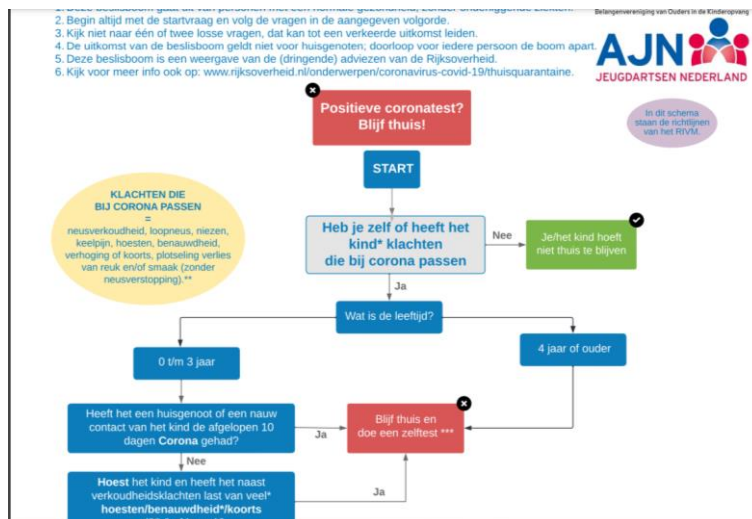 2. Begin altijd met de startvraag en volg de vragen in de aangegeven volgorde.
3. Kijk niet naar één of twee losse vragen, dat kan tot een verkeerde uitkomst leiden.
4. De uitkomst van de beslisboom geldt niet voor huisgenoten; doorloop voor iedere persoon de boom apart.
5. Deze beslisboom is een weergave van de (dringende) adviezen van de Rijksoverheid.
6. Kijk voor meer info ook op: www.rijksoverheid.nl/onderwerpen/coronavirus-covid-19/thuisquarantaine.
Belangenvereniging van Ouders in de Kinderopvang
AJN
JEUGDARTSEN NEDERLAND
Positieve coronatest?
Blijf thuis!
In dit schema
staan de richtlijnen
van het RIVM.
START
KLACHTEN DIE
BIJ CORONA PASSEN
=
neusverkoudheid, loopneus, niezen,
keelpijn, hoesten, benauwdheid,
verhoging of koorts, plotseling verlies
van reuk en/of smaak (zonder
neusverstopping).**
Heb je zelf of heeft het
kind* klachten
die bij corona passen
Nee
Je/het kind hoeft
niet thuis te blijven
Ja
Wat is de leeftijd?
0 t/m 3 jaar
4 jaar of ouder
Heeft het een huisgenoot of een nauw
contact van het kind de afgelopen 10
dagen Corona gehad?
Ja
Blijf thuis en
doe een zelftest ***
Nee
Hoest het kind en heeft het naast
verkoudheidsklachten last van veel*
hoesten/benauwdheid*/koorts
Ja